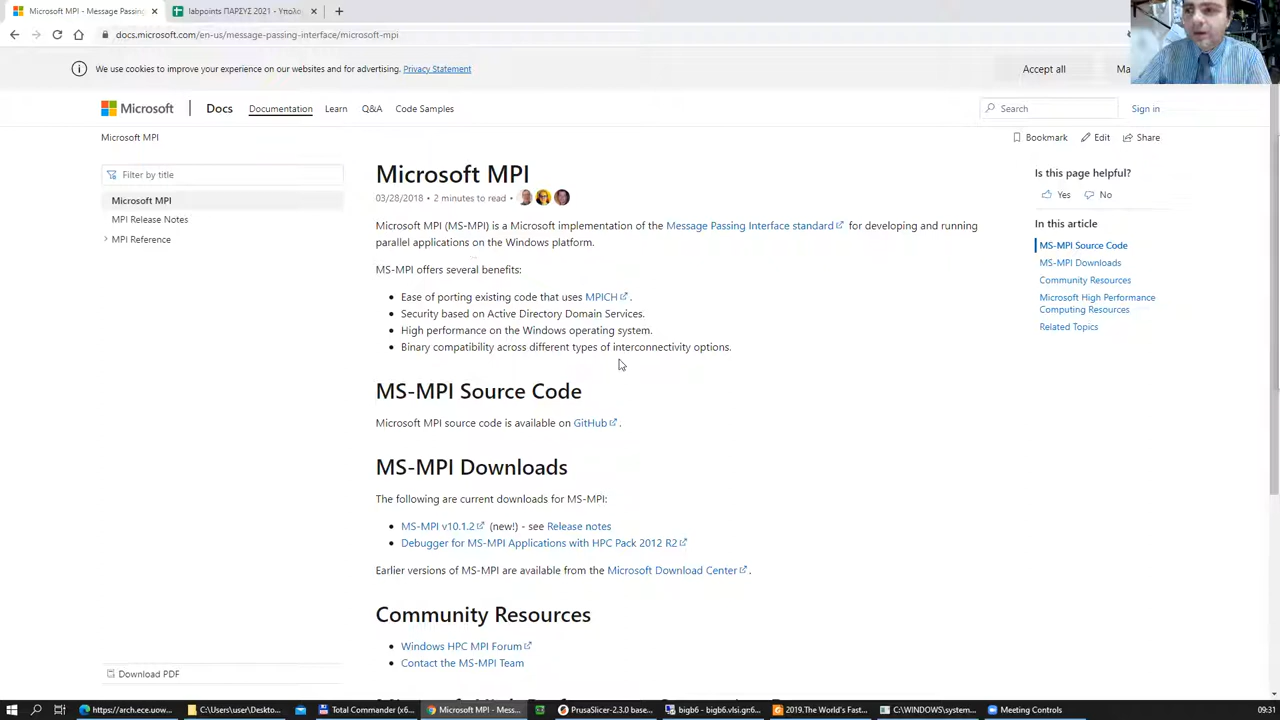 Microsoft MPI - Message Passing
labpoints ΠΑΡΣΥΣ 2021 - Υπολο
docs.microsoft.com/en-us/message-passing-interface/microsoft-mpi
We use cookies to improve your experience on our websites and for advertising. Privacy Statement
Accept all
Ma
Microsoft
Docs
Documentation
Learn
Q&A
Code Samples
Search
Sign in
Microsoft MPI
Bookmark
Edit
Share
Filter by title
Microsoft MPI
MPI Release Notes
MPI Reference
Download PDF
Microsoft MPI
03/28/2018 • 2 minutes to read •
Microsoft MPI (MS-MPI) is a Microsoft implementation of the Message Passing Interface standard for developing and running
parallel applications on the Windows platform.
MS-MPI offers several benefits:
• Ease of porting existing code that uses MPICH .
• Security based on Active Directory Domain Services.
• High performance on the Windows operating system.
• Binary compatibility across different types of interconnectivity options.
MS-MPI Source Code
Microsoft MPI source code is available on GitHub .
MS-MPI Downloads
The following are current downloads for MS-MPI:
• MS-MPI v10.1.2 (new!) - see Release notes
• Debugger for MS-MPI Applications with HPC Pack 2012 R2
Earlier versions of MS-MPI are available from the Microsoft Download Center .
Community Resources
• Windows HPC MPI Forum
• Contact the MS-MPI Team
Is this page helpful?
Yes
No
In this article
MS-MPI Source Code
MS-MPI Downloads
Community Resources
Microsoft High Performance
Computing Resources
Related Topics
https://arch.ece.uow...
C:\Users\user\Deskto...
Total Commander (x6...
Microsoft MPI - Mess...
PrusaSlicer-2.3.0 base...
bigb6 - bigb6.vlsi.gr:6...
2019.The World's Fast...
C:\WINDOWS\system...
Meeting Controls
09:31